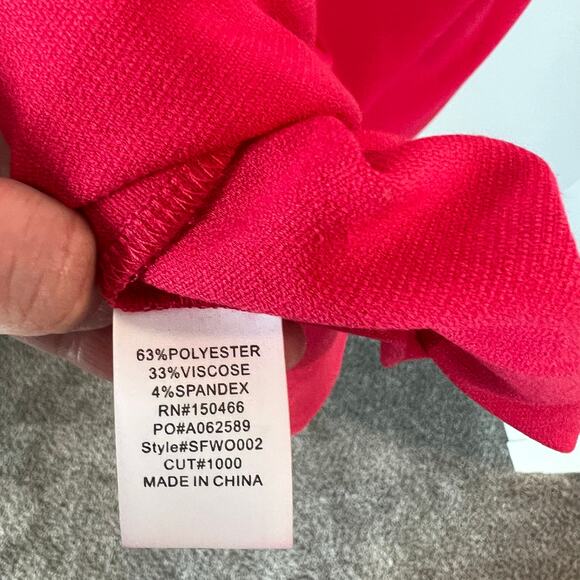 63%POLYESTER
33%VISCOSE
4%SPANDEX
RN#150466
PO#A062589
Style#SFWO002
CUT#1000
MADE IN CHINA